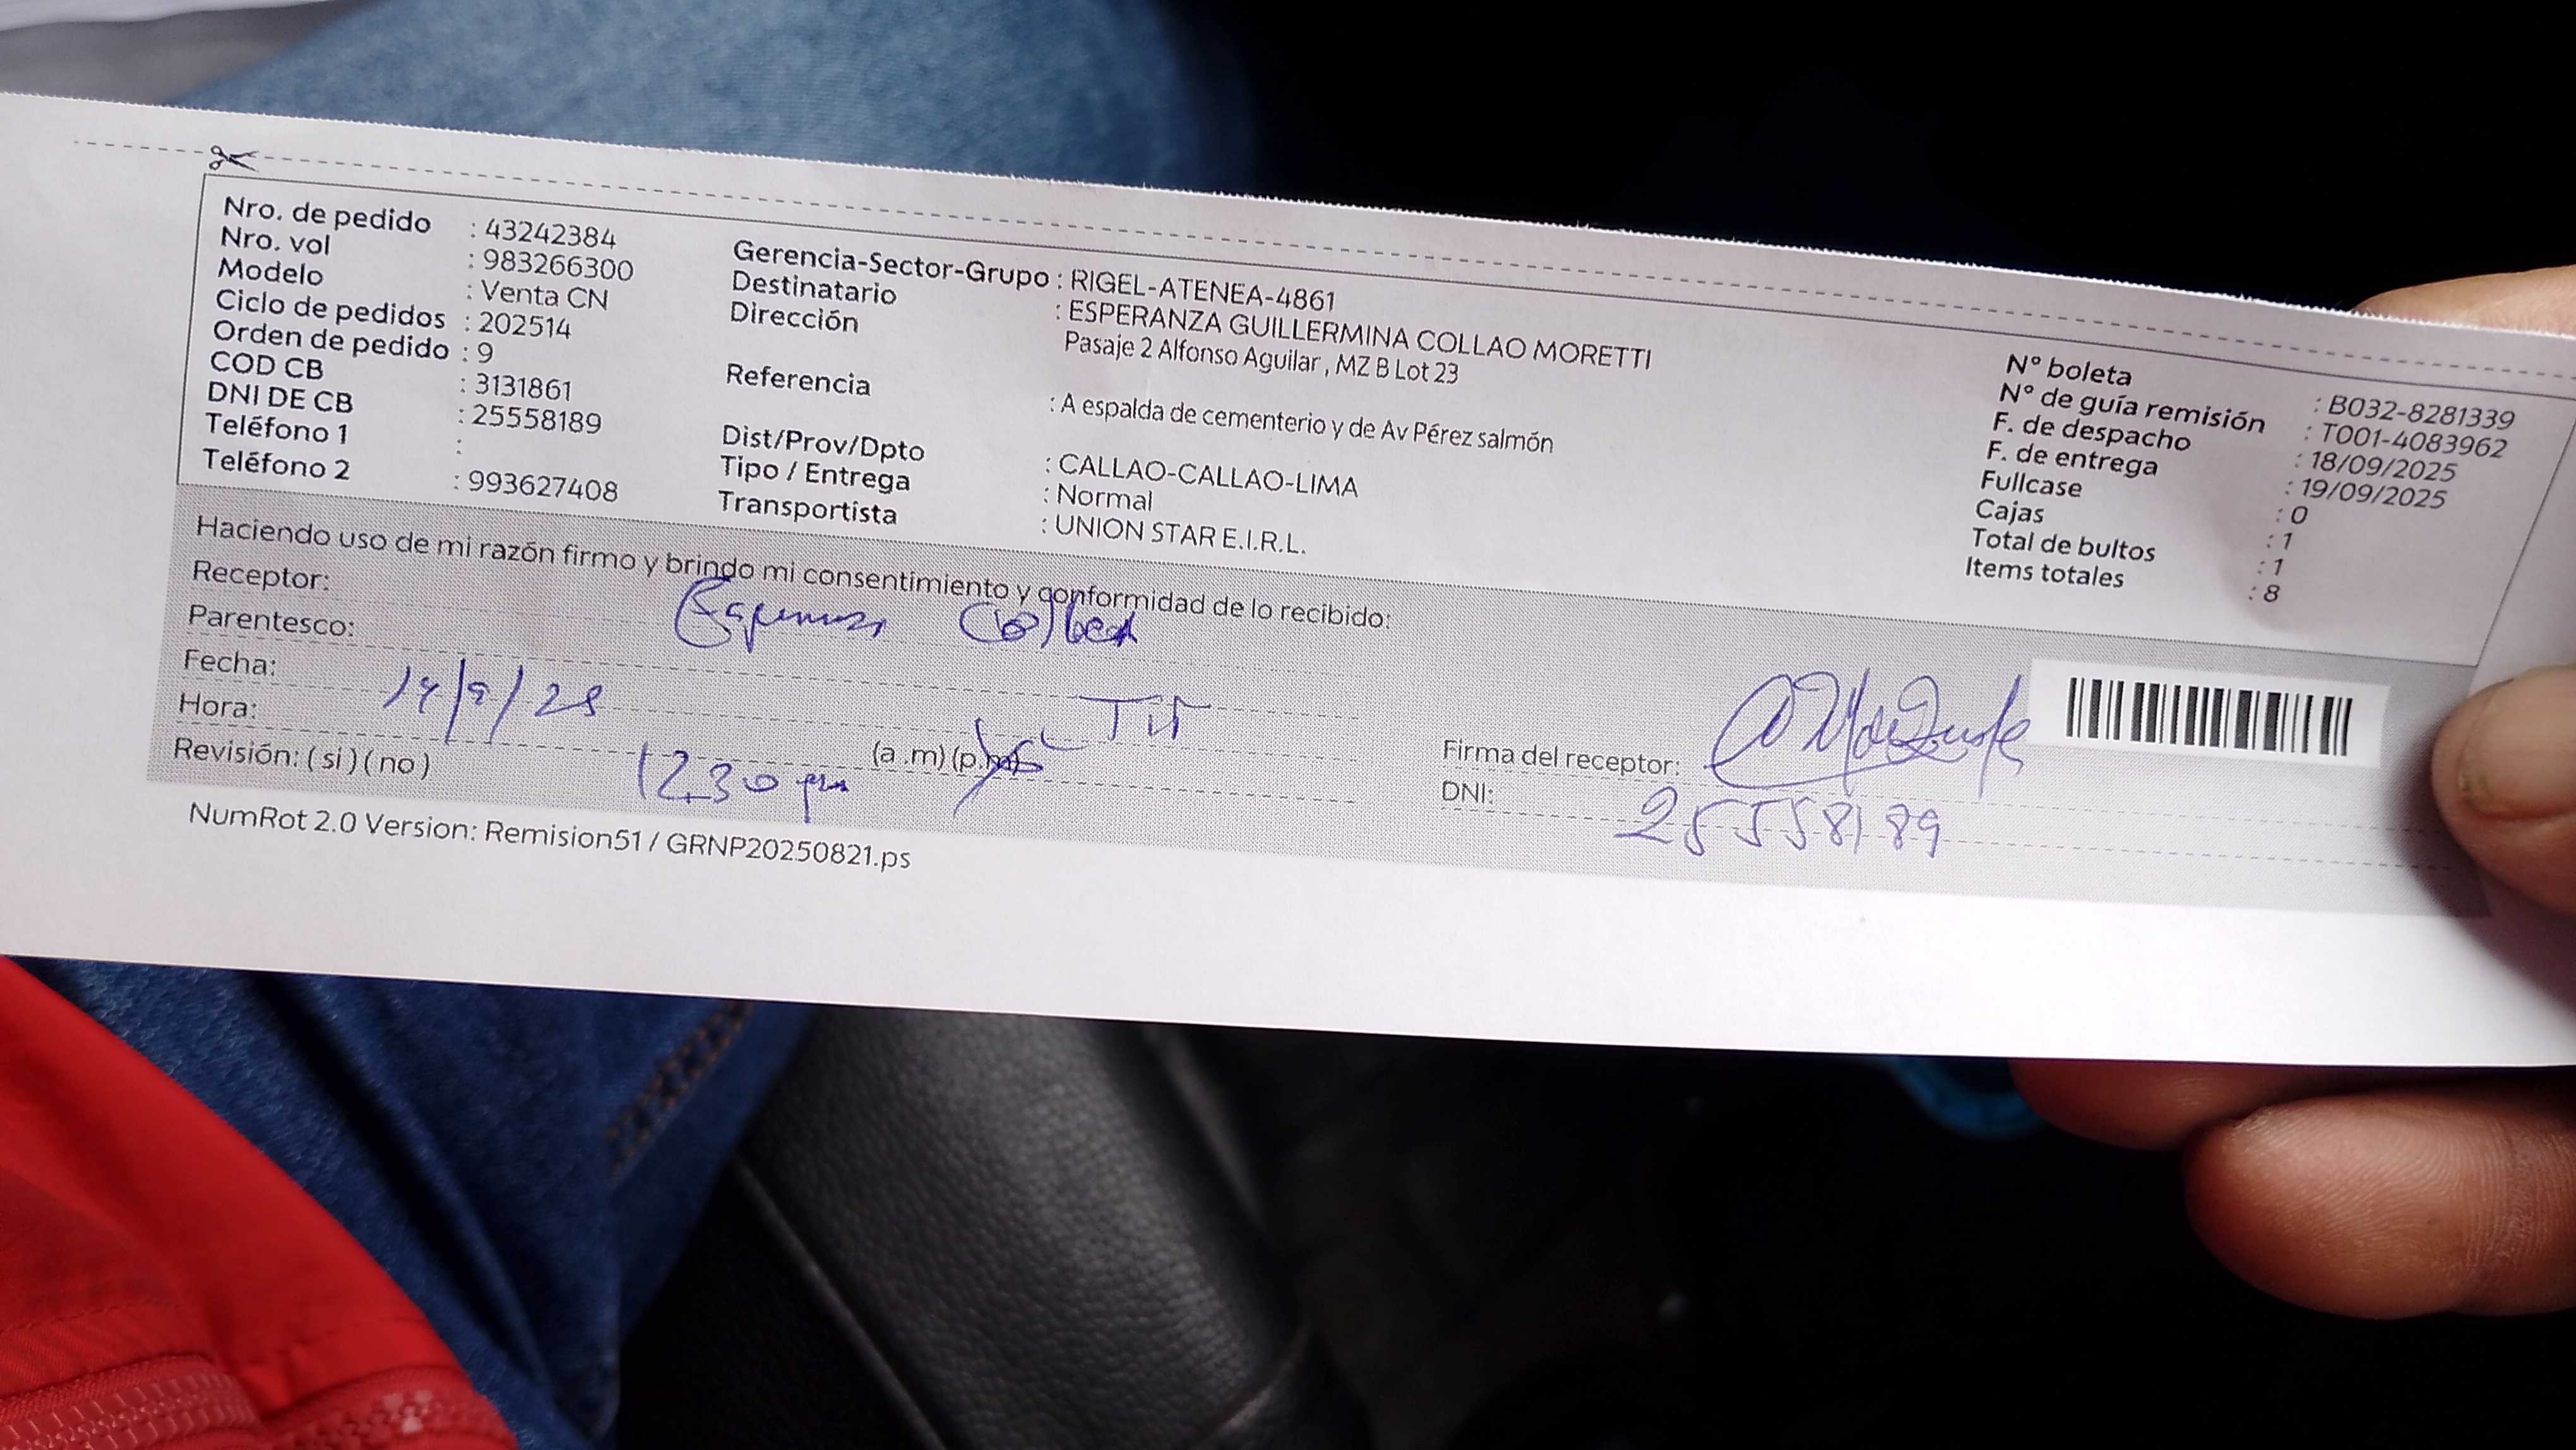 Nro. de pedido : 43242384
Nro. vol : 983266300
Modelo : Venta CN
Ciclo de pedidos : 202514
Orden de pedido : 9
COD CB : 3131861
DNI DE CB : 25558189
Teléfono 1 :
Teléfono 2 : 993627408
Gerencia-Sector-Grupo : RIGEL-ATENEA-4861
Destinatario : ESPERANZA GUILLERMINA COLLAO MORETTI
Dirección Pasaje 2 Alfonso Aguilar , MZ B Lot 23
Referencia : A espalda de cementerio y de Av Pérez salmón
Dist/Prov/Dpto : CALLAO-CALLAO-LIMA
Tipo / Entrega : Normal
Transportista : UNION STAR E.I.R.L.
N° boleta : B032-8281339
N° de guía remisión : T001-4083962
F. de despacho : 18/09/2025
F. de entrega : 19/09/2025
Fullcase : 0
Cajas : 1
Total de bultos : 1
Items totales : 8
Haciendo uso de mi razón firmo y brindo mi consentimiento y conformidad de lo recibido:
Receptor:
Parentesco: Tit
Fecha:
Hora: 1230 pm (a .m) (p.m)
Revisión: ( si ) ( no )
Firma del receptor:
DNI: 25558189
NumRot 2.0 Version: Remision51 / GRNP20250821.ps